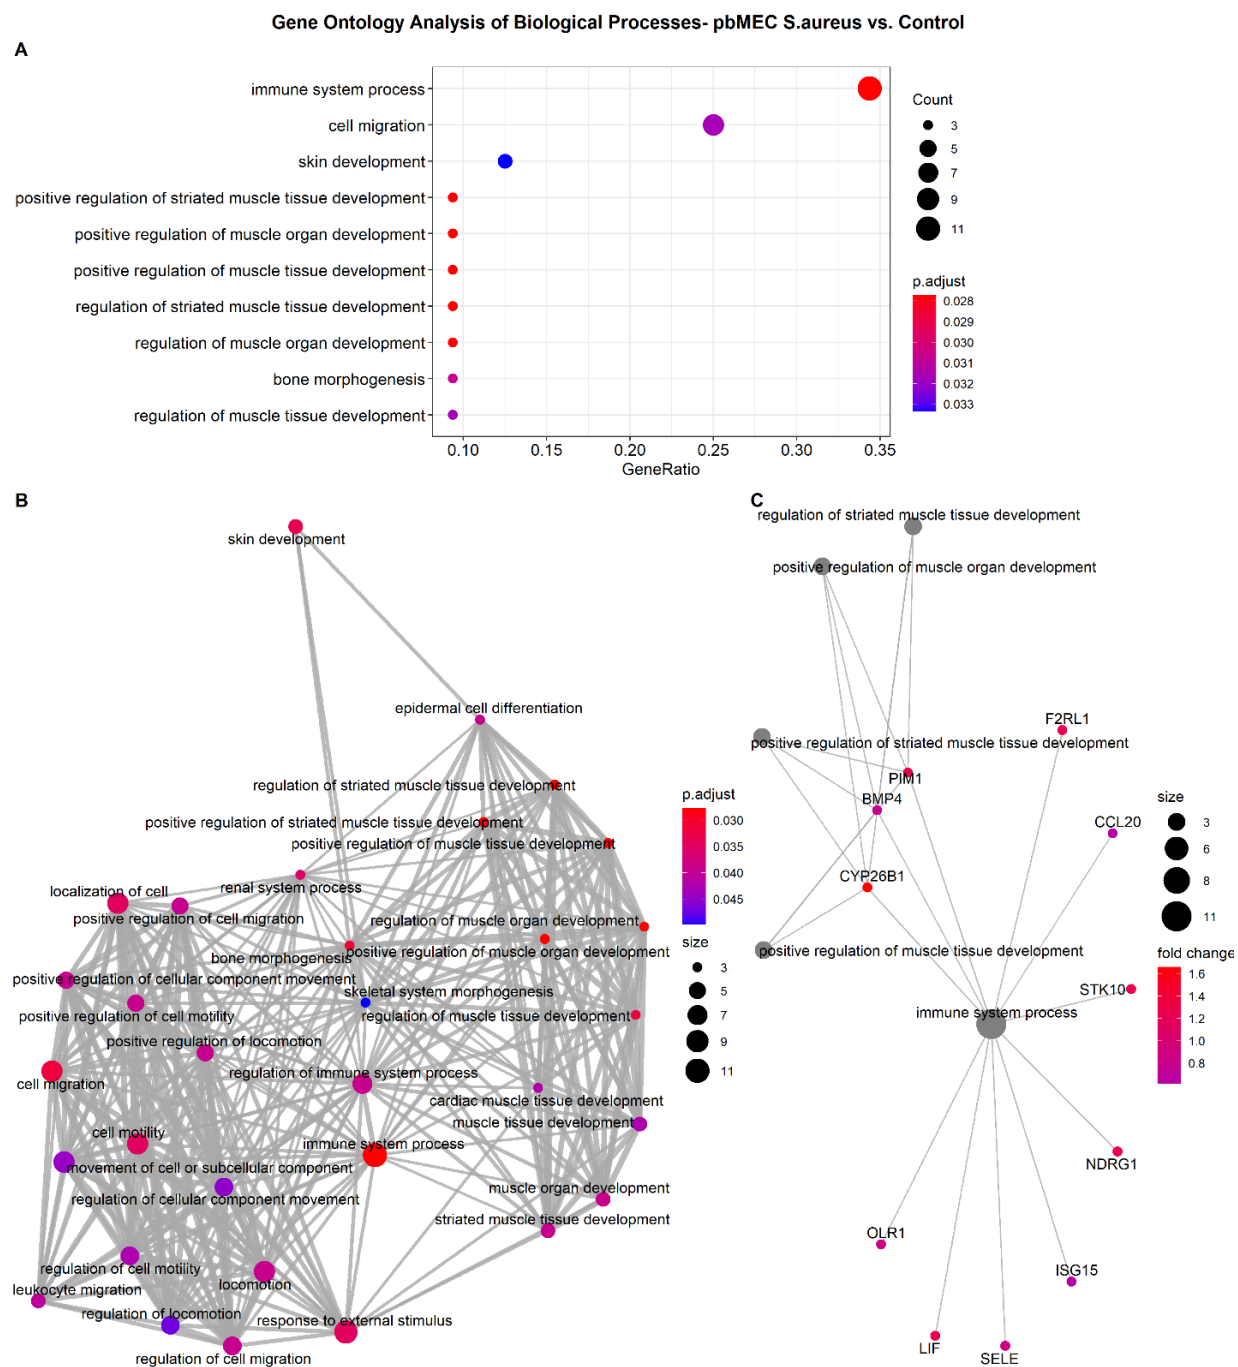 Gene Ontology Analysis of Biological Processes- pbMEC S.aureus vs. Control
A
immune system process
cell migration
skin development
positive regulation of striated muscle tissue development
positive regulation of muscle organ development
positive regulation of muscle tissue development
regulation of striated muscle tissue development
regulation of muscle organ development
bone morphogenesis
regulation of muscle tissue development
0.10 0.15 0.20 0.25 0.30 0.35
GeneRatio
Count
3
5
7
9
11
p.adjust
0.028
0.029
0.030
0.031
0.032
0.033
B
skin development
epidermal cell differentiation
regulation of striated muscle tissue development
positive regulation of striated muscle tissue development
positive regulation of muscle tissue development
renal system process
localization of cell
positive regulation of cell migration
regulation of muscle organ development
bone morphogenesis
positive regulation of muscle organ development
positive regulation of cellular component movement
skeletal system morphogenesis
positive regulation of cell motility
regulation of muscle tissue development
positive regulation of locomotion
regulation of immune system process
cell migration
cardiac muscle tissue development
muscle tissue development
cell motility
immune system process
movement of cell or subcellular component
regulation of cellular component movement
muscle organ development
striated muscle tissue development
regulation of cell motility
locomotion
leukocyte migration
regulation of locomotion
response to external stimulus
regulation of cell migration
p.adjust
0.030
0.035
0.040
0.045
size
3
5
7
9
11
C
regulation of striated muscle tissue development
positive regulation of muscle organ development
F2RL1
positive regulation of striated muscle tissue development
PIM1
BMP4
CCL20
CYP26B1
positive regulation of muscle tissue development
STK10
immune system process
NDRG1
OLR1
ISG15
LIF
SELE
size
3
6
8
11
fold change
1.6
1.4
1.2
1.0
0.8